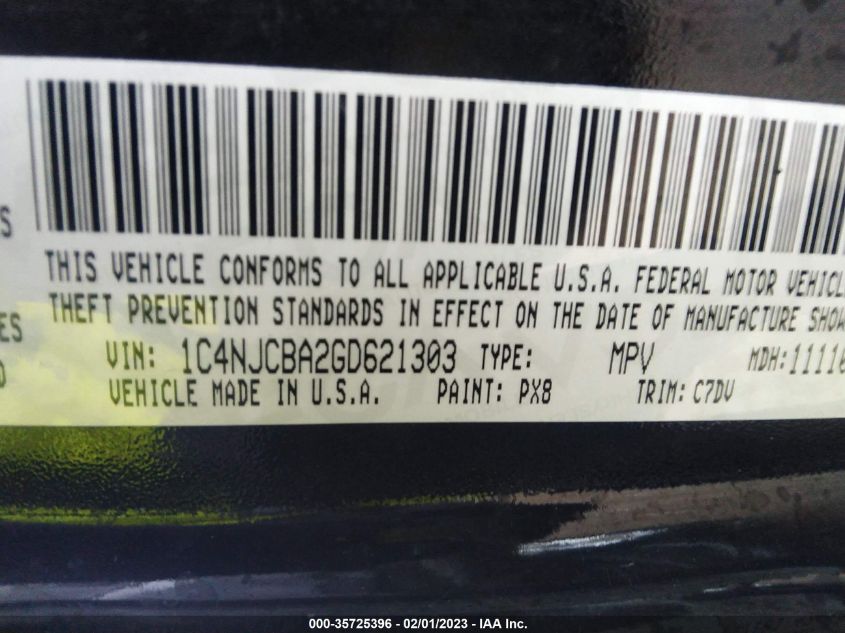 S
THIS VEHICLE CONFORMS TO ALL APPLICABLE U.S.A. FEDERAL MOTOR VEHICL
THEFT PREVENTION STANDARDS IN EFFECT ON THE DATE OF MANUFACTURE SHOW
ES
VIN: 1C4NJCBA2GD621303 TYPE: MPV MDH:11116
D
VEHICLE MADE IN U.S.A. PAINT: PX8 TRIM: C7DV
000-35725396 - 02/01/2023 - IAA Inc.